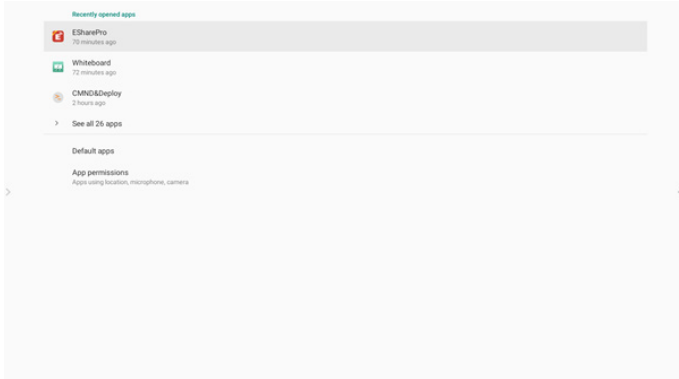 Recently opened apps
ESharePro
70 minutes ago
Whiteboard
72 minutes ago
CMND&Deploy
2 hours ago
See all 26 apps
Default apps
App permissions
Apps using location, microphone, camera